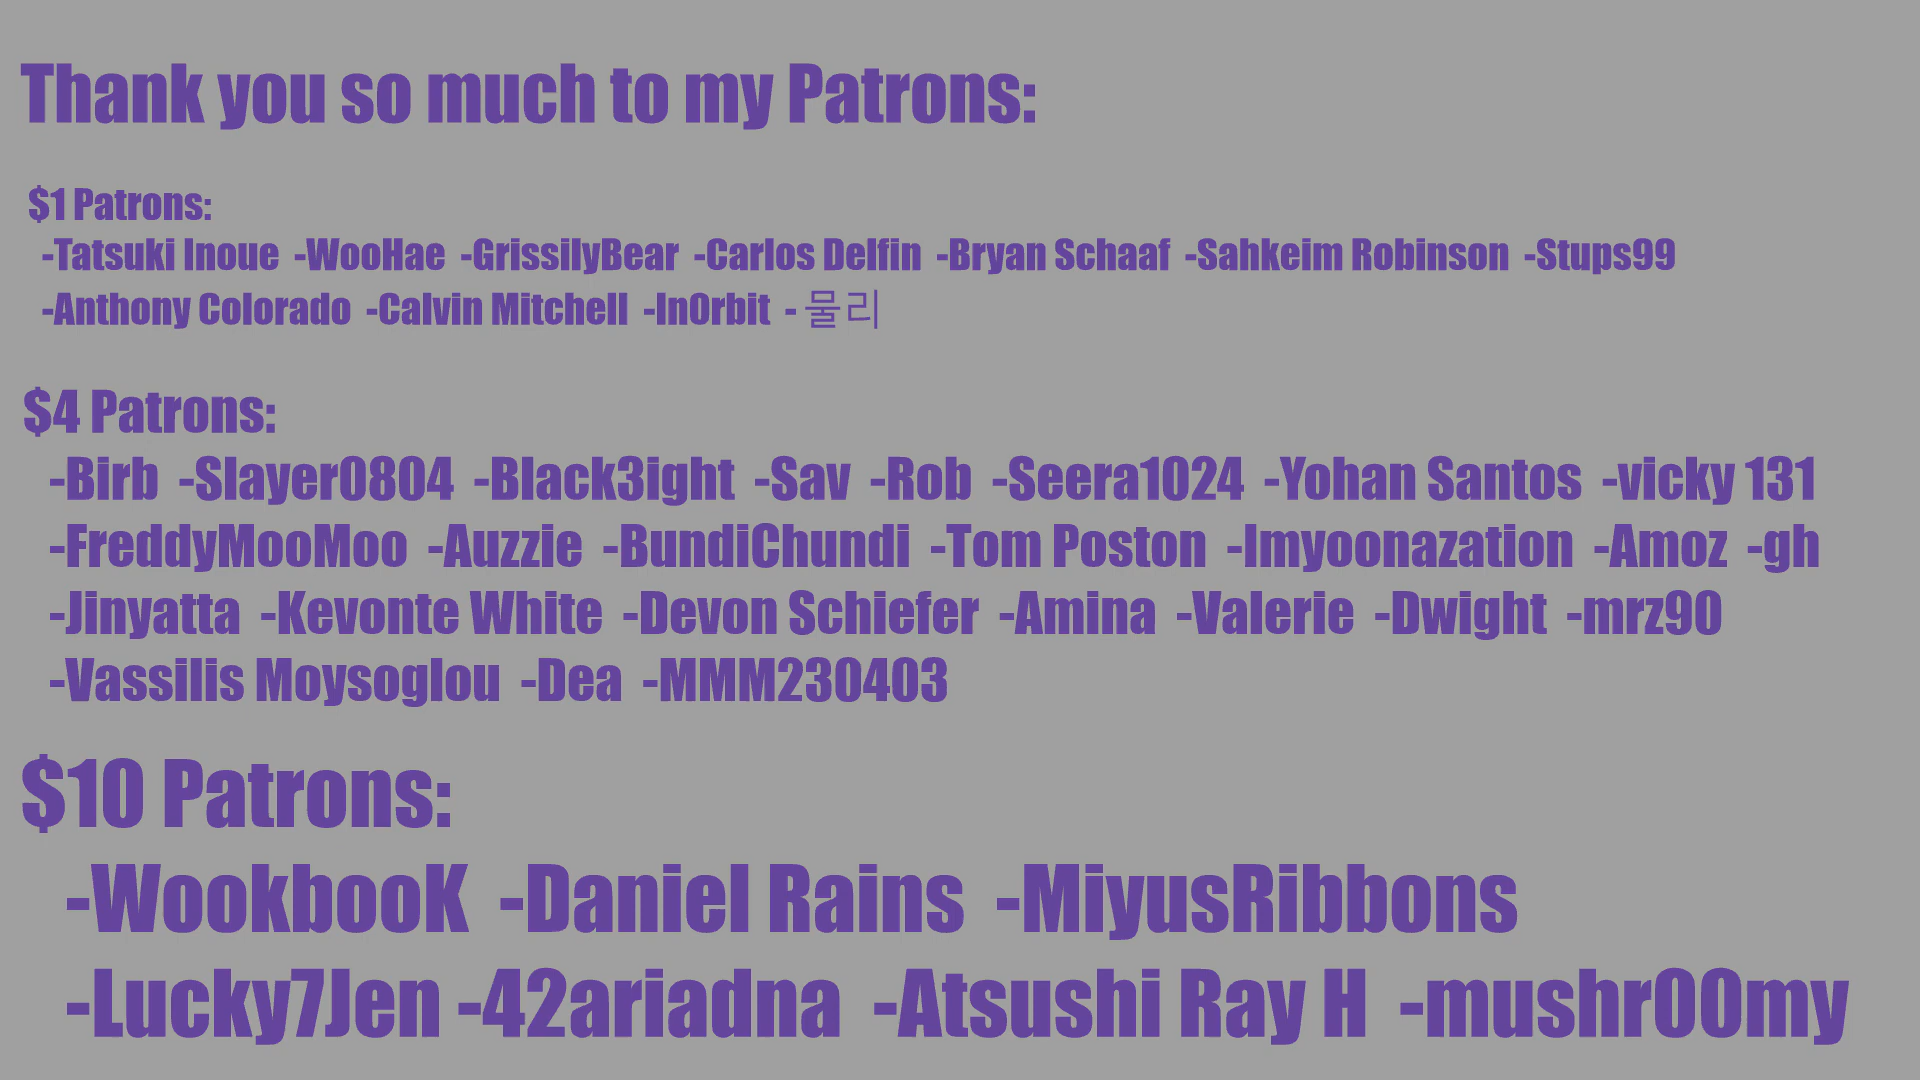 Thank you so much to my Patrons:
$1 Patrons:
-Tatsuki Inoue -WooHae -GrissilyBear -Carlos Delfin -Bryan Schaaf -Sahkeim Robinson -Stups99
-Anthony Colorado -Calvin Mitchell -InOrbit - 물리
$4 Patrons:
-Birb -Slayer0804 -Black3ight -Sav -Rob -Seera1024 -Yohan Santos -vicky 131
-FreddyMooMoo -Auzzie -BundiChundi -Tom Poston -Imyoonazation -Amoz -gh
-Jinyatta -Kevonte White -Devon Schiefer -Amina -Valerie -Dwight -mrz90
-Vassilis Moysoglou -Dea -MMM230403
$10 Patrons:
-WookbooK -Daniel Rains -MiyusRibbons
-Lucky7Jen -42ariadna -Atsushi Ray H -mushr00my